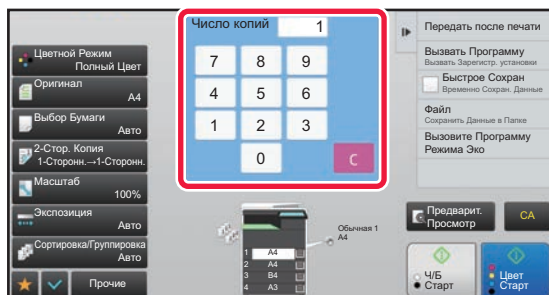 Число копий 1
7 8 9
4 5 6
1 2 3
0 C
Цветной Режим
Полный Цвет
Оригинал
A4
Выбор Бумаги
Авто
2-Стор. Копия
1-Сторонн.→1-Сторонн.
Масштаб
100%
Экспозиция
Авто
Сортировка/Группировка
Авто
Прочие
Обычная 1
A4
1 A4
2 A4
3 B4
4 A3
Передать после печати
Вызвать Программу
Вызвать Зарегистр. установки
Быстрое Сохран
Временно Сохран. Данные
Файл
Сохранить Данные в Папке
Вызовите Программу
Режима Эко
Предварит.
Просмотр
CA
Ч/Б
Старт
Цвет
Старт